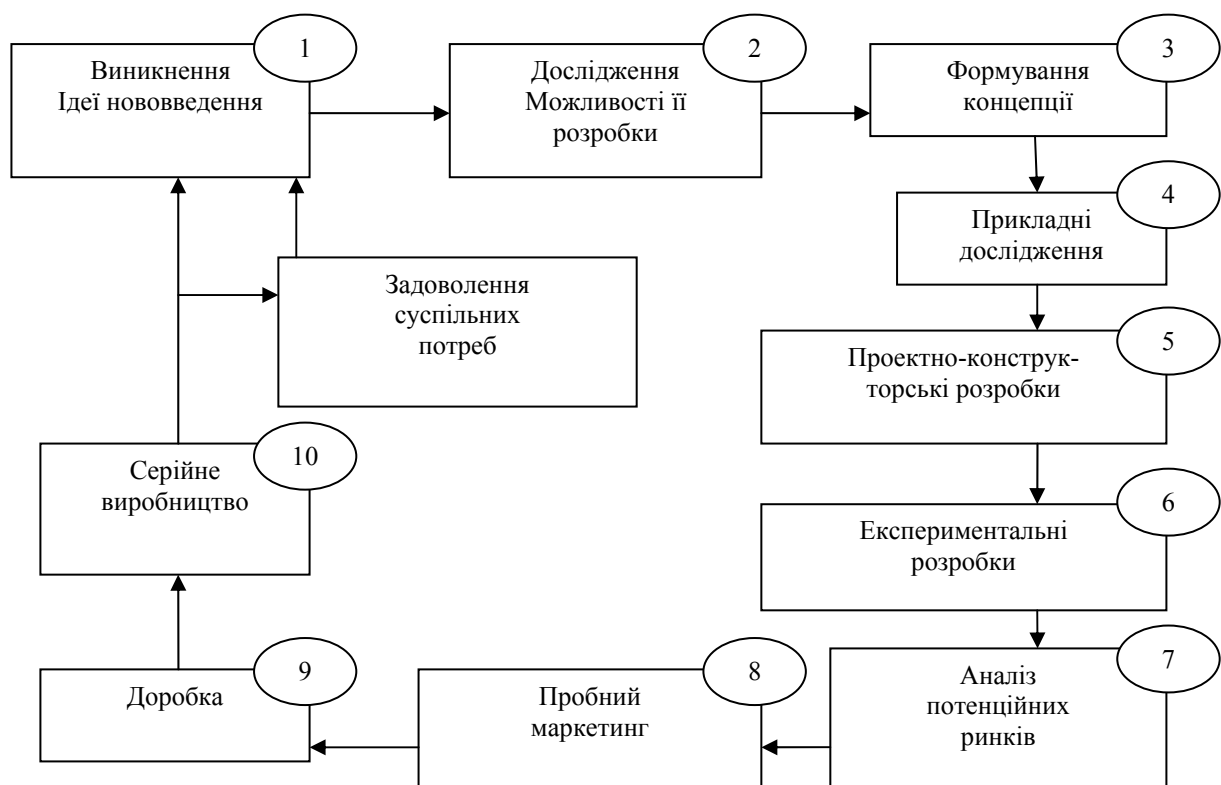 1
Виникнення
Ідеї нововведення
2
Дослідження
Можливості її
розробки
3
Формування
концепції
4
Прикладні
дослідження
Задоволення
суспільних
потреб
5
Проектно-конструк-
торські розробки
10
Серійне
виробництво
6
Експериментальні
розробки
9
Доробка
8
Пробний
маркетинг
7
Аналіз
потенційних
ринків